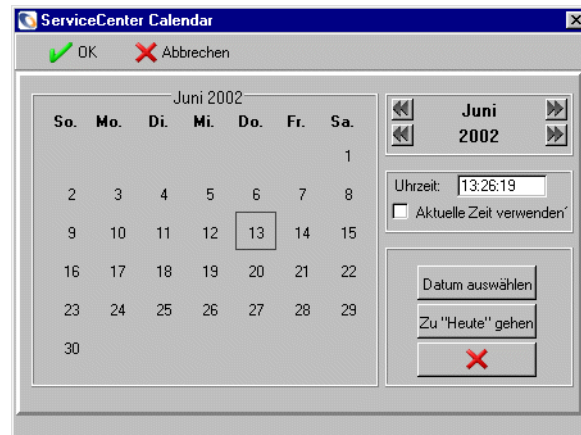 ServiceCenter Calendar
OK Abbrechen
Juni 2002
So. Mo. Di. Mi. Do. Fr. Sa.
1
2 3 4 5 6 7 8
9 10 11 12 13 14 15
16 17 18 19 20 21 22
23 24 25 26 27 28 29
30
Juni
2002
Uhrzeit: 13:26:19
Aktuelle Zeit verwenden
Datum auswählen
Zu "Heute" gehen